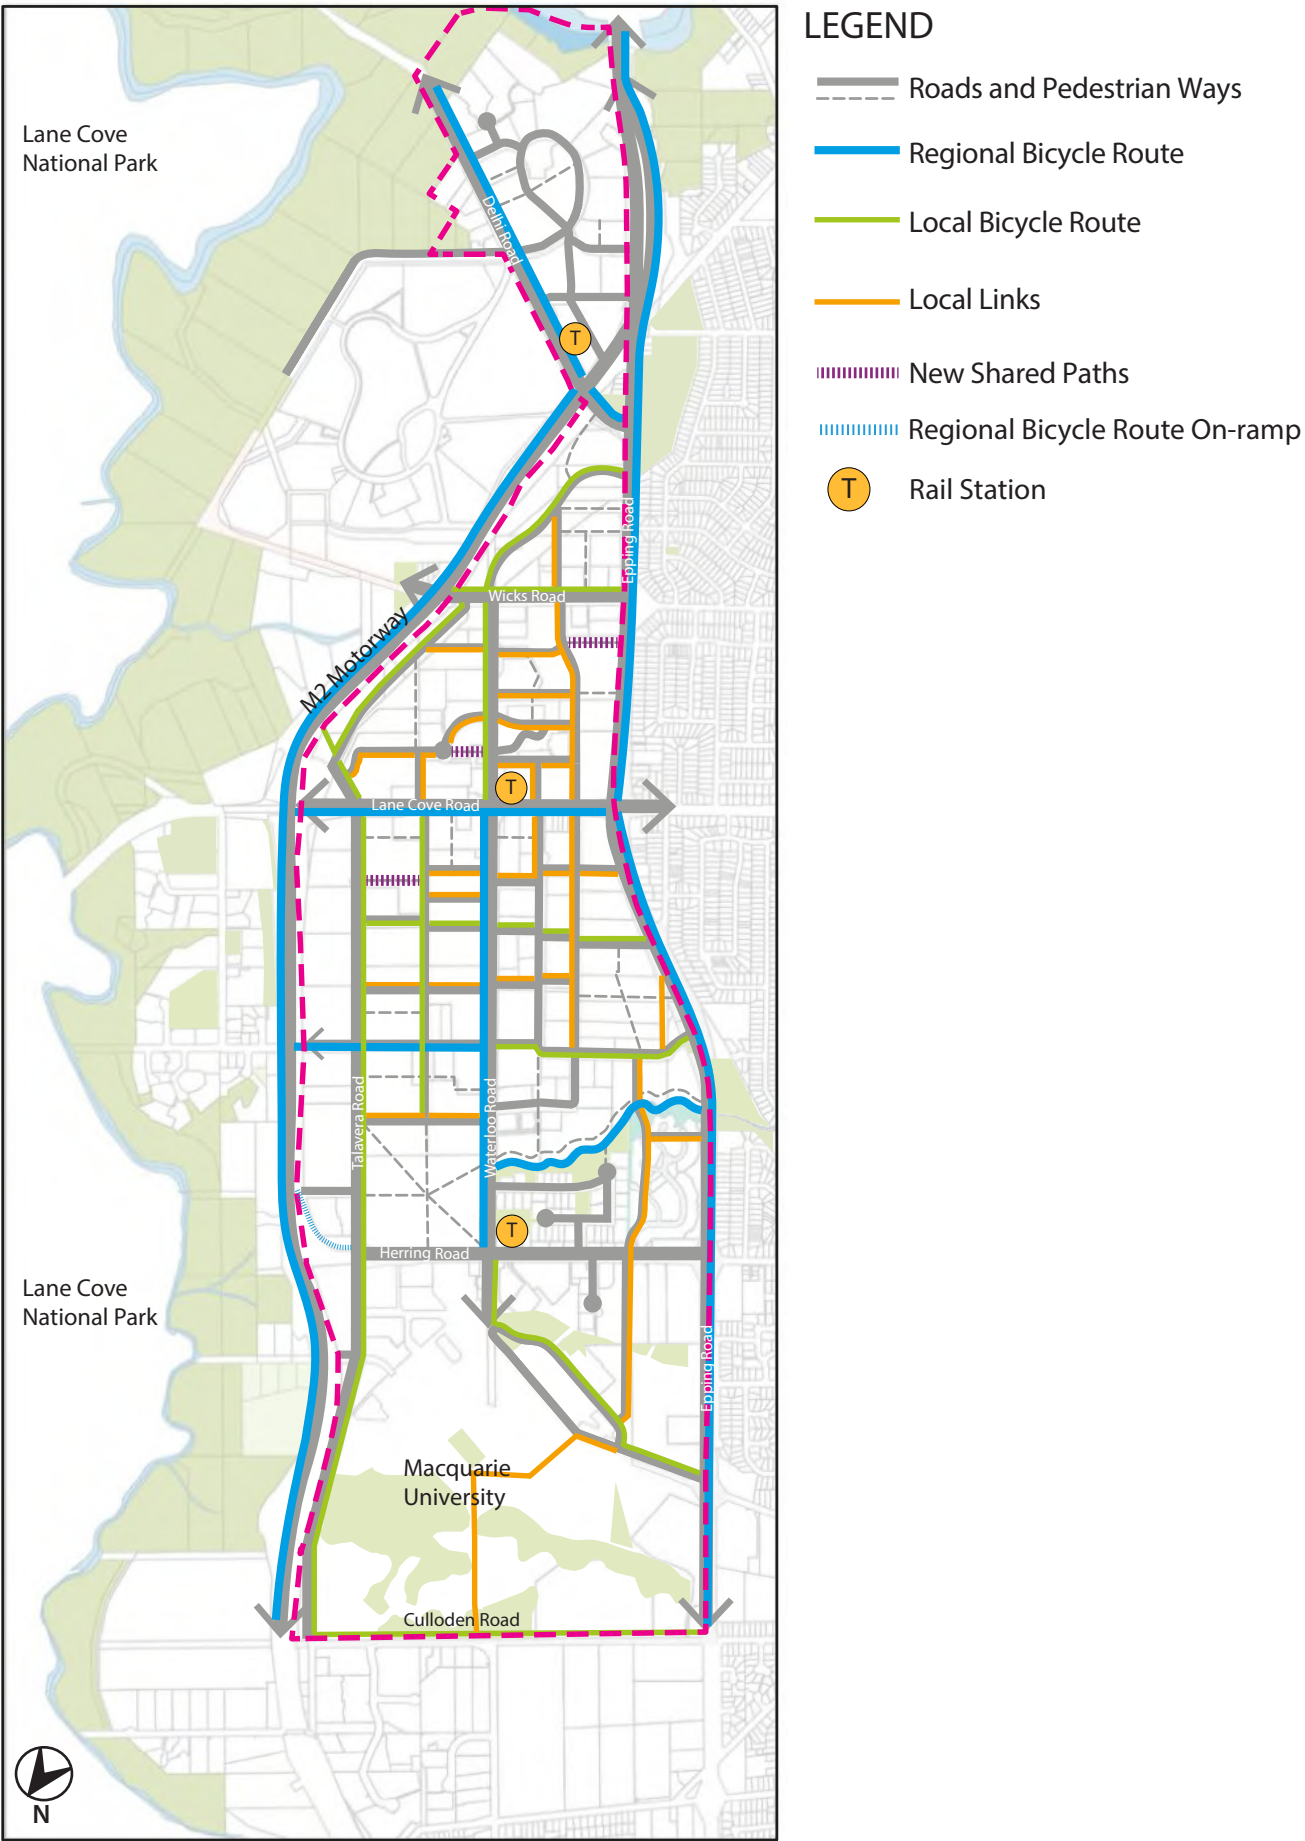 LEGEND
Roads and Pedestrian Ways
Regional Bicycle Route
Local Bicycle Route
Local Links
New Shared Paths
Regional Bicycle Route On-ramp
T
Rail Station
Lane Cove
National Park
Delhi Road
T
Epping Road
Wicks Road
M2 Motorway
T
Lane Cove Road
Talavera Road
Waterloo Road
T
Herring Road
Lane Cove
National Park
Epping Road
Macquarie
University
Culloden Road
N